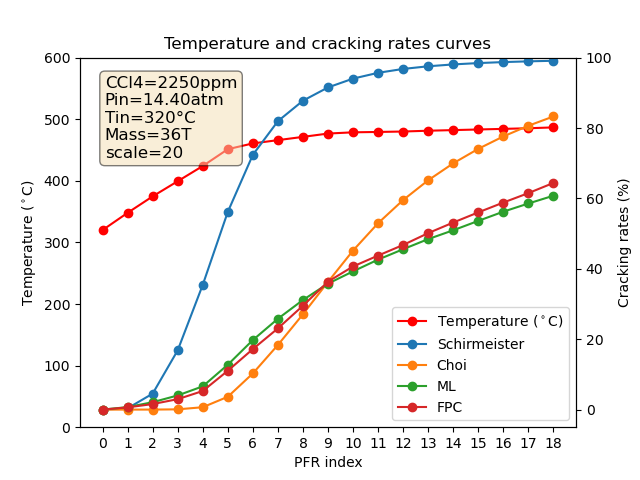 Temperature and cracking rates curves
CCl4=2250ppm
Pin=14.40atm
Tin=320°C
Mass=36T
scale=20
600
500
400
300
200
100
0
Temperature (°C)
100
80
60
40
20
0
Cracking rates (%)
Temperature (°C)
Schirmeister
Choi
ML
FPC
0 1 2 3 4 5 6 7 8 9 10 11 12 13 14 15 16 17 18
PFR index